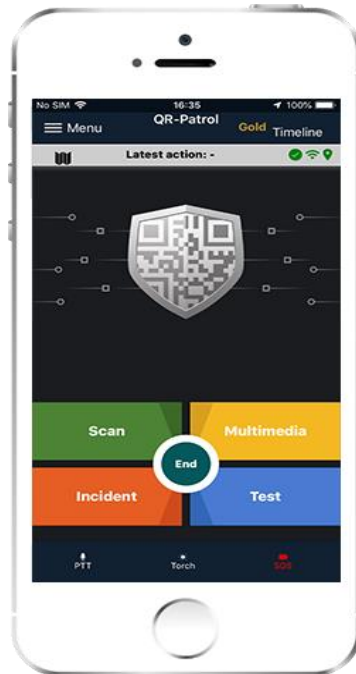 No SIM 16:35 100%
Menu QR-Patrol Gold Timeline
Latest action: -
Scan Multimedia
End
Incident Test
PTT Torch SOS